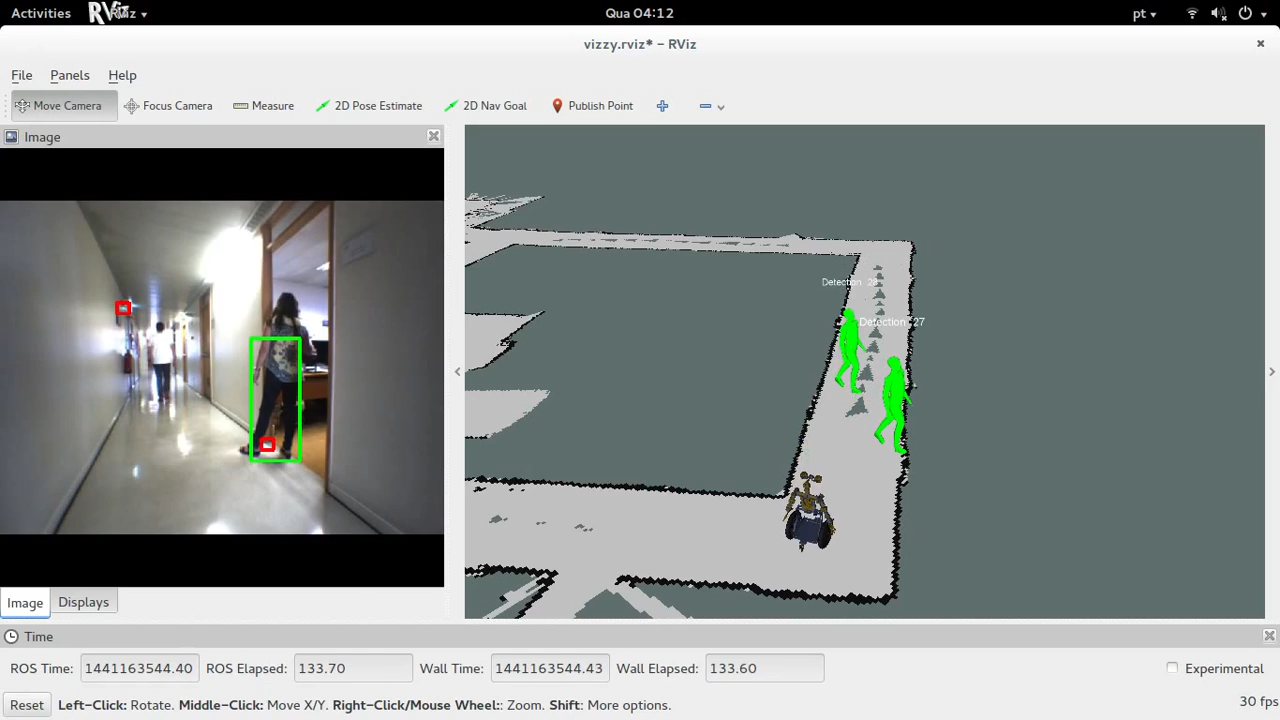 Activities RViz Qua 04:12 pt
vizzy.rviz* – RViz
File Panels Help
Move Camera Focus Camera Measure 2D Pose Estimate 2D Nav Goal Publish Point
Image
Detection 28
Detection 27
Image Displays
Time
ROS Time: 1441163544.40 ROS Elapsed: 133.70 Wall Time: 1441163544.43 Wall Elapsed: 133.60 Experimental
Reset Left-Click: Rotate. Middle-Click: Move X/Y. Right-Click/Mouse Wheel:: Zoom. Shift: More options. 30 fps